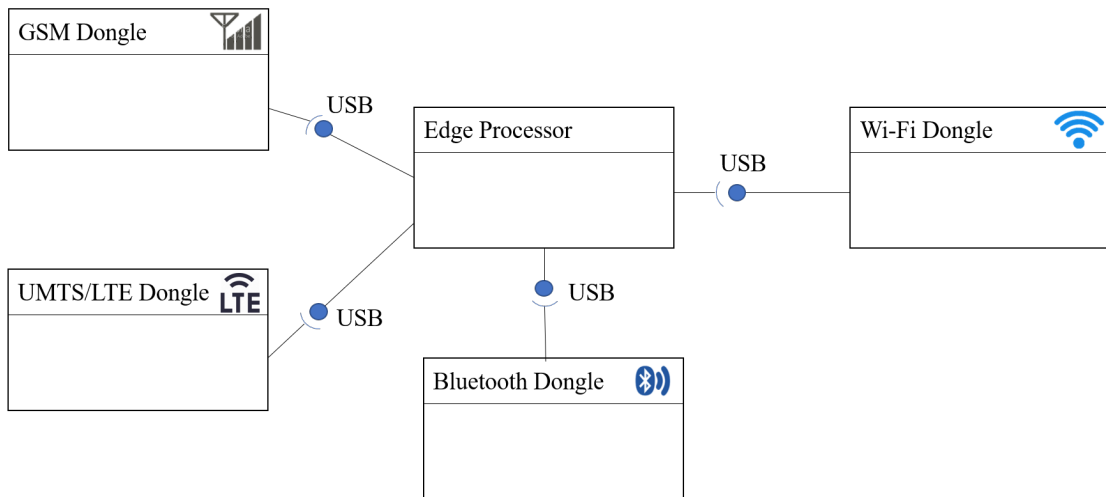 GSM Dongle
USB
Edge Processor
Wi-Fi Dongle
USB
UMTS/LTE Dongle
LTE
USB
USB
Bluetooth Dongle